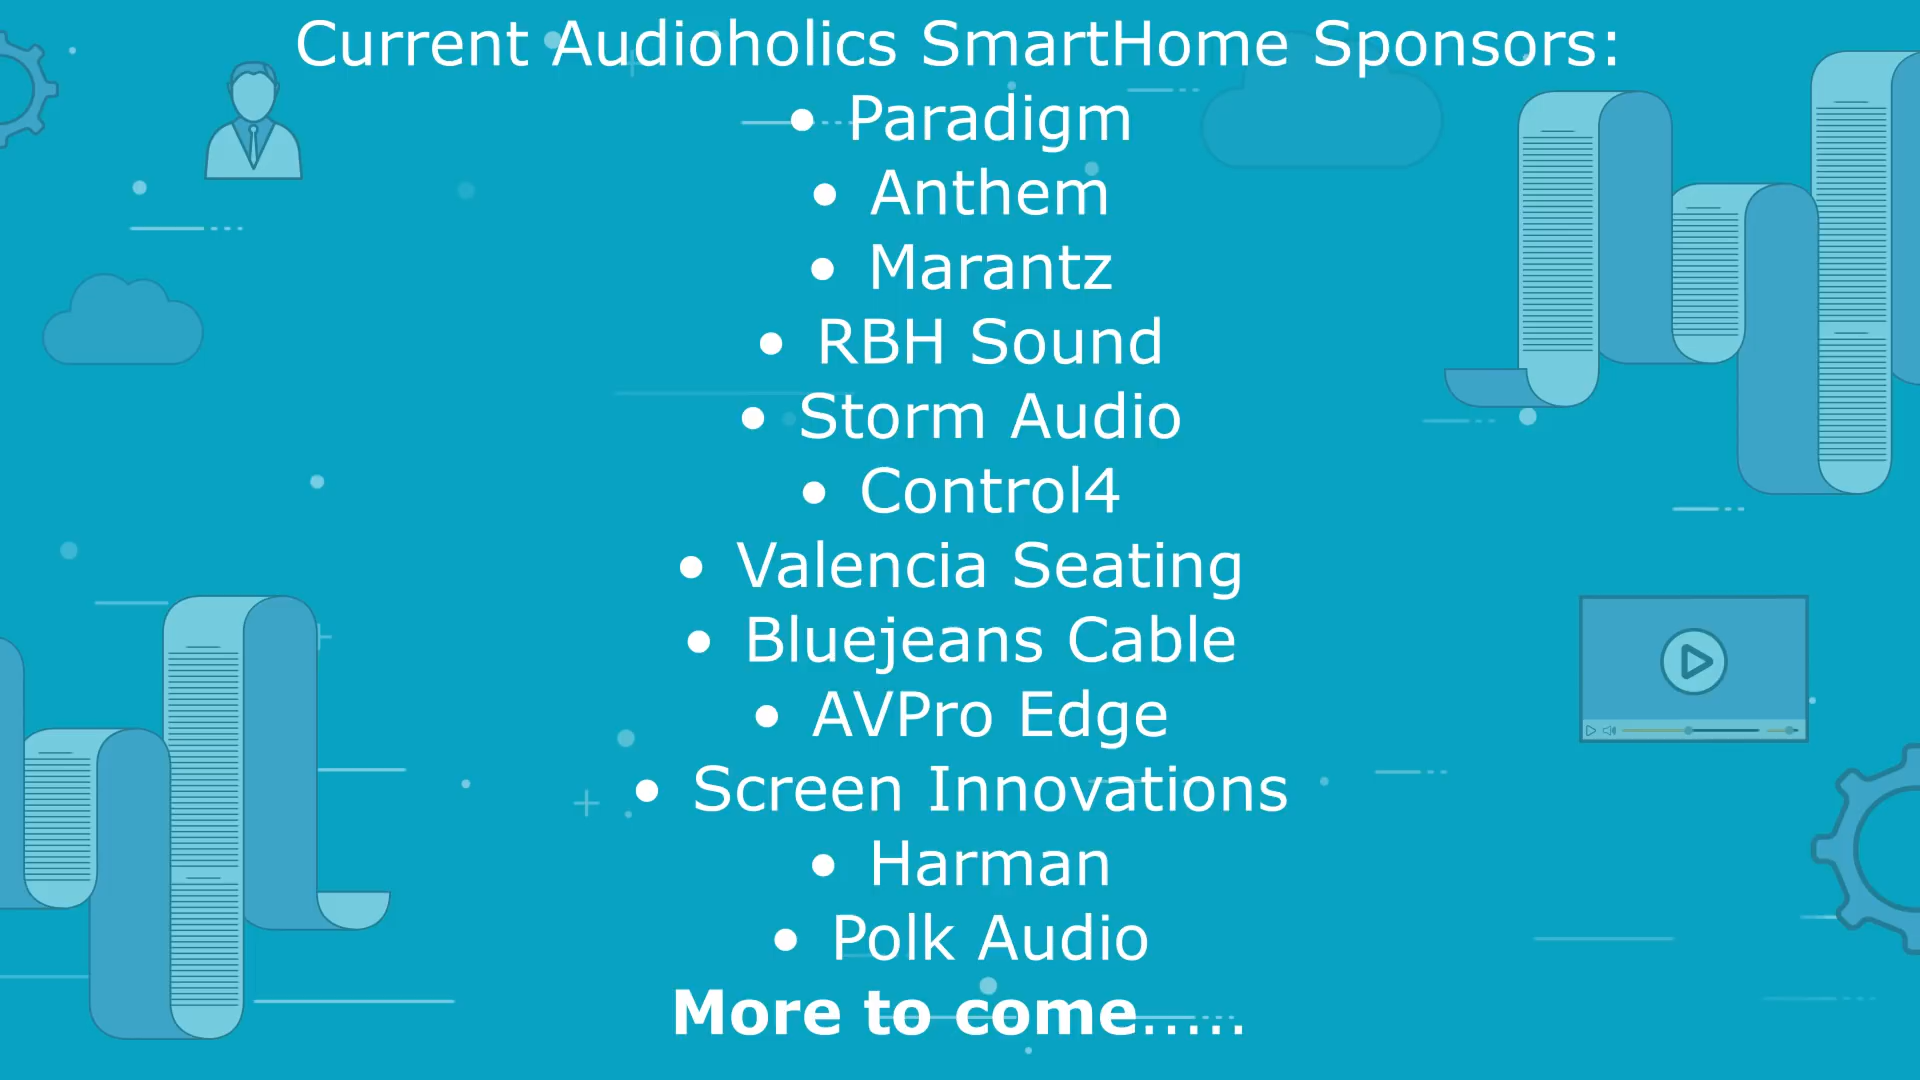 Current Audioholics SmartHome Sponsors:
• Paradigm
• Anthem
• Marantz
• RBH Sound
• Storm Audio
• Control4
• Valencia Seating
• Bluejeans Cable
• AVPro Edge
• Screen Innovations
• Harman
• Polk Audio
More to come.....